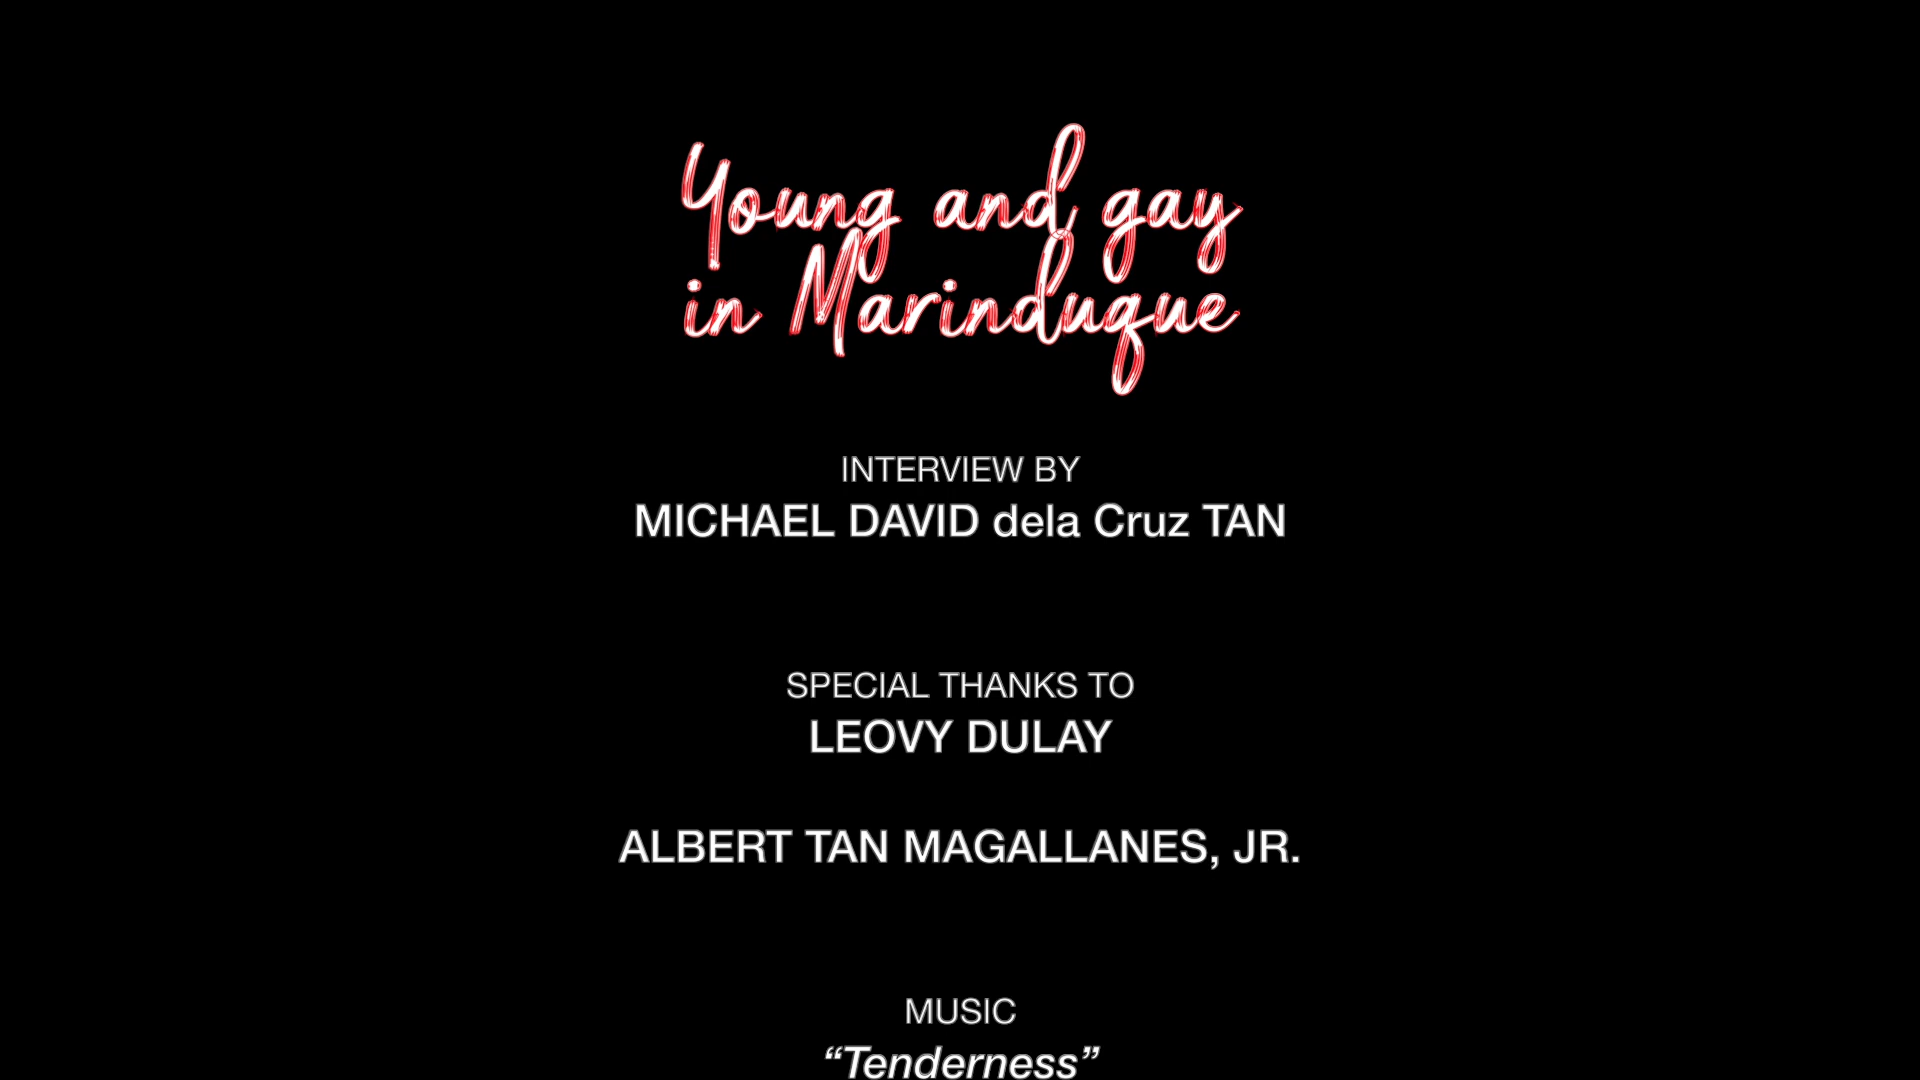 Young and gay
in Marinduque
INTERVIEW BY
MICHAEL DAVID dela Cruz TAN
SPECIAL THANKS TO
LEOVY DULAY
ALBERT TAN MAGALLANES, JR.
MUSIC
“Tenderness”